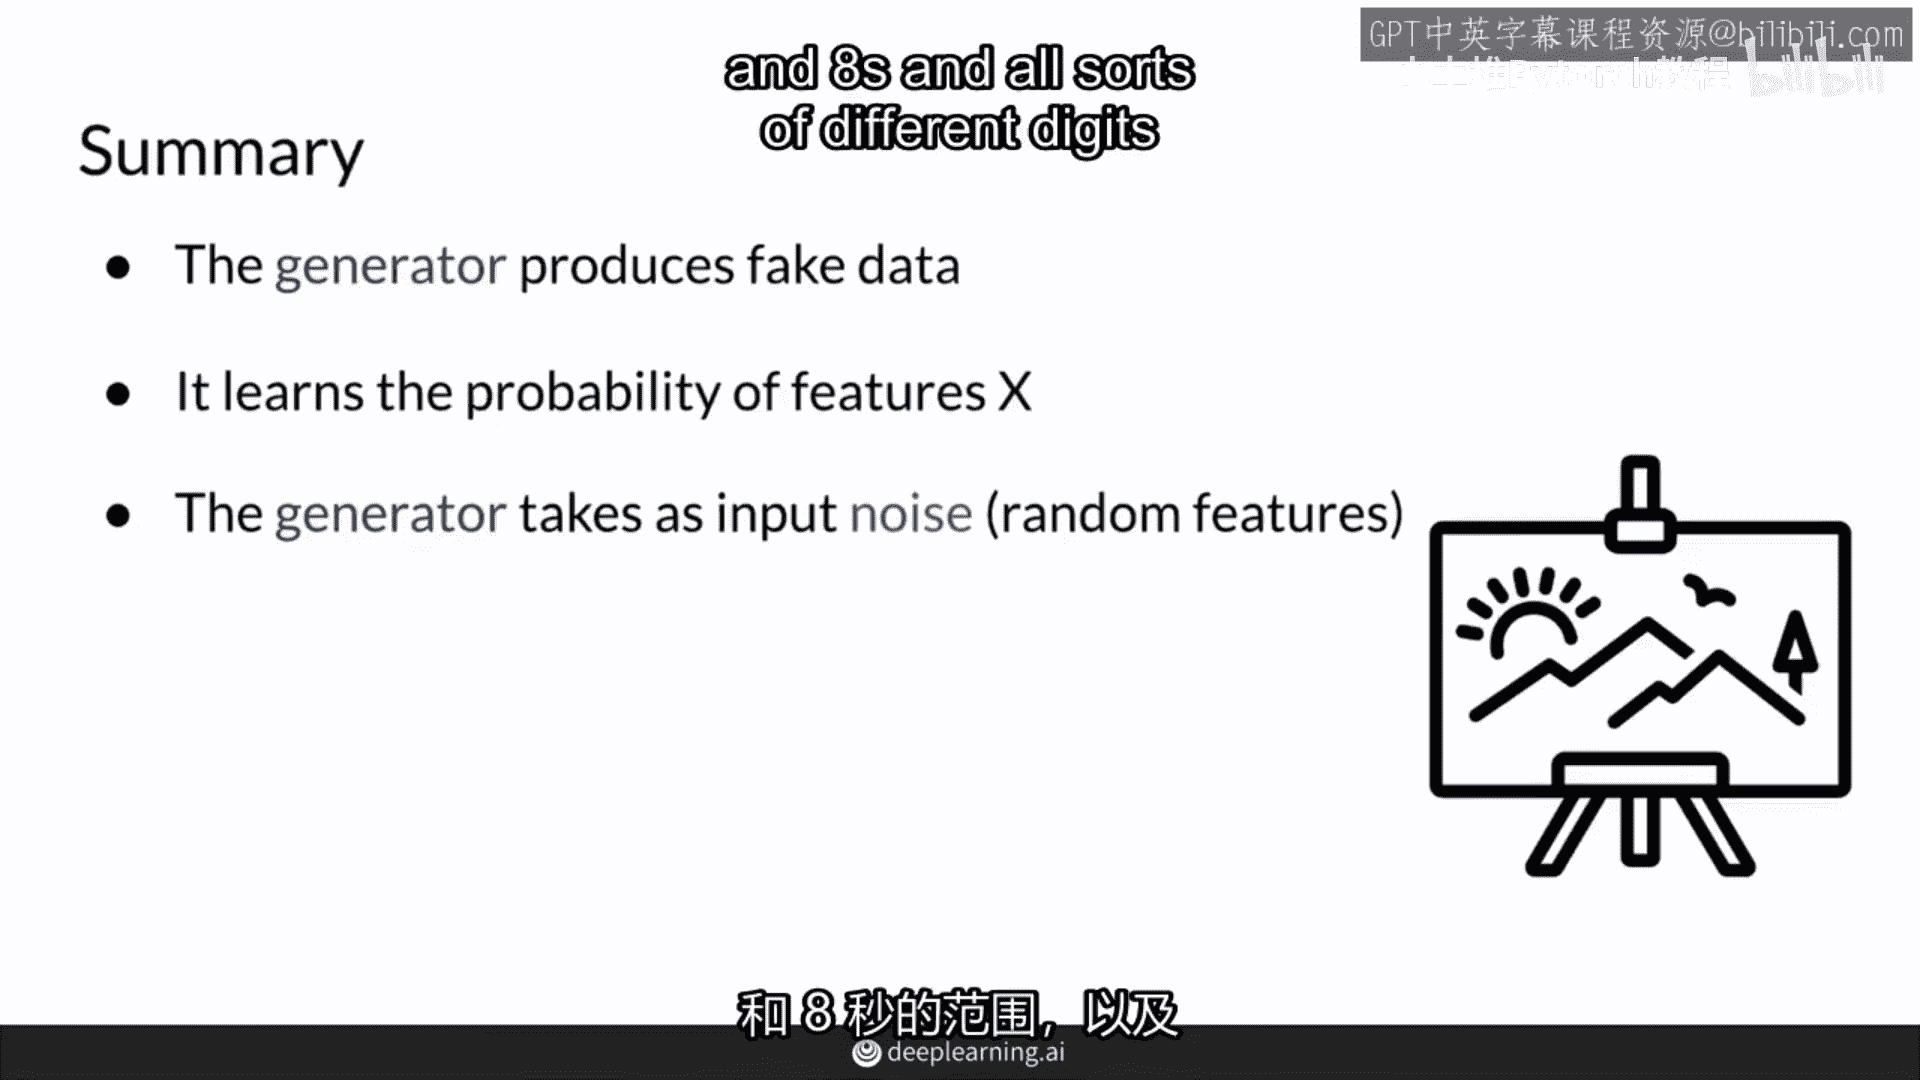 GPT中英字幕课程资源@bilibili.com
and 8s and all sorts
of different digits
Summary
● The generator produces fake data
● It learns the probability of features X
● The generator takes as input noise (random features)
和 8 秒的范围，以及
deeplearning.ai
bilibili